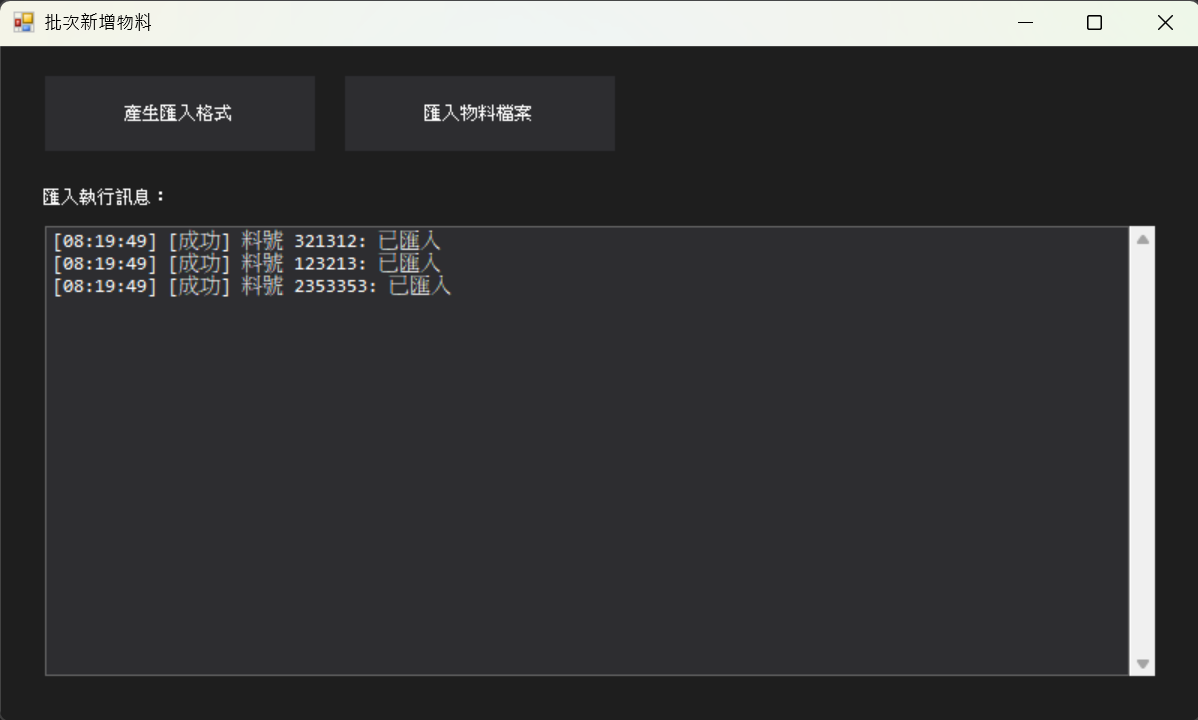 批次新增物料
產生匯入格式
匯入物料檔案
匯入執行訊息：
[08:19:49] [成功] 料號 321312: 已匯入
[08:19:49] [成功] 料號 123213: 已匯入
[08:19:49] [成功] 料號 2353353: 已匯入